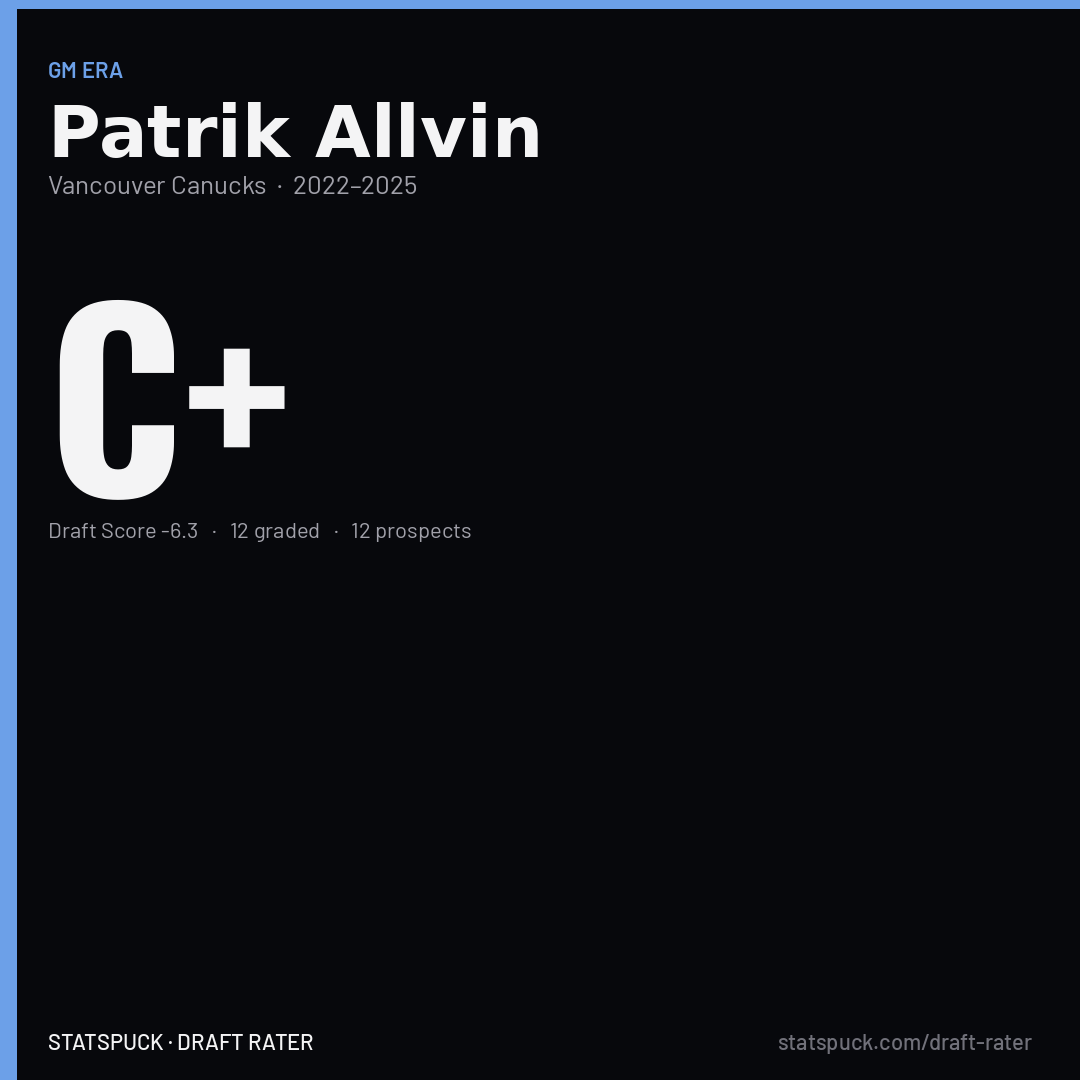 GM ERA
Patrik Allvin
Vancouver Canucks · 2022–2025
C+
Draft Score -6.3 · 12 graded · 12 prospects
STATSPUCK · DRAFT RATER
statspuck.com/draft-rater